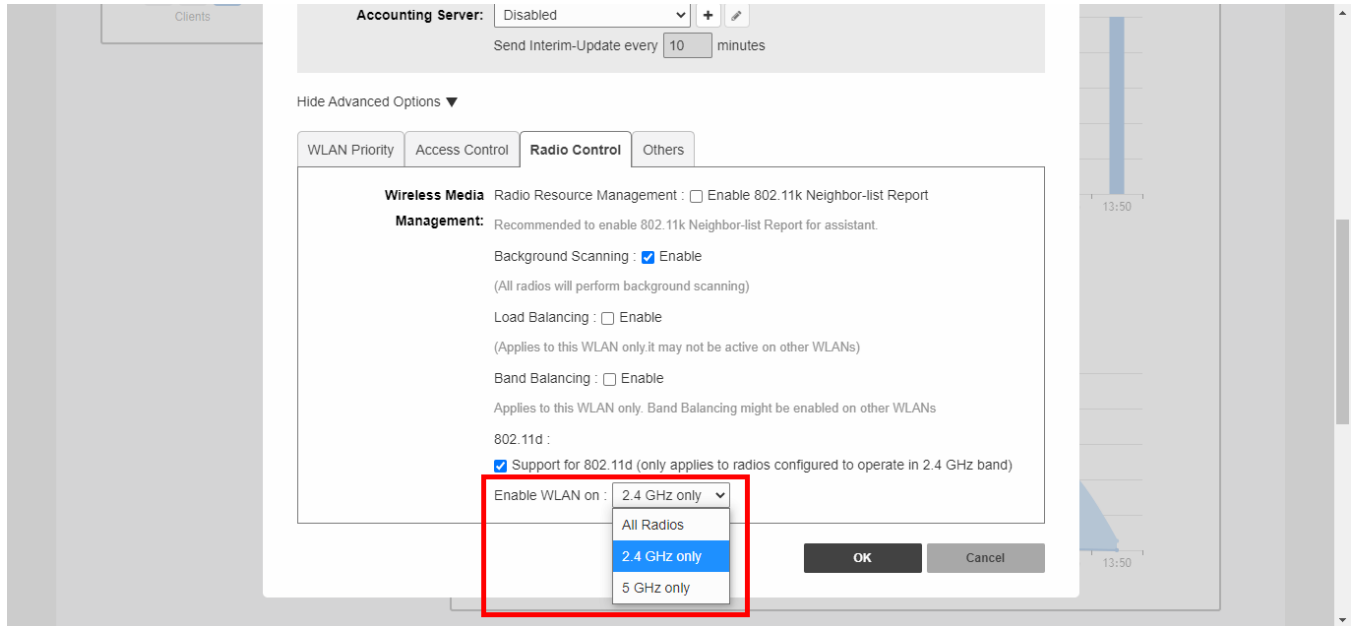 Clients
Accounting Server: Disabled + 
Send Interim-Update every 10 minutes
Hide Advanced Options ▼
WLAN Priority Access Control Radio Control Others
Wireless Media Management: Radio Resource Management : Enable 802.11k Neighbor-list Report
Recommended to enable 802.11k Neighbor-list Report for assistant.
13:50
Background Scanning : Enable
(All radios will perform background scanning)
Load Balancing : Enable
(Applies to this WLAN only.it may not be active on other WLANs)
Band Balancing : Enable
Applies to this WLAN only. Band Balancing might be enabled on other WLANs
802.11d :
Support for 802.11d (only applies to radios configured to operate in 2.4 GHz band)
Enable WLAN on : 2.4 GHz only
All Radios
2.4 GHz only
5 GHz only
OK Cancel
13:50